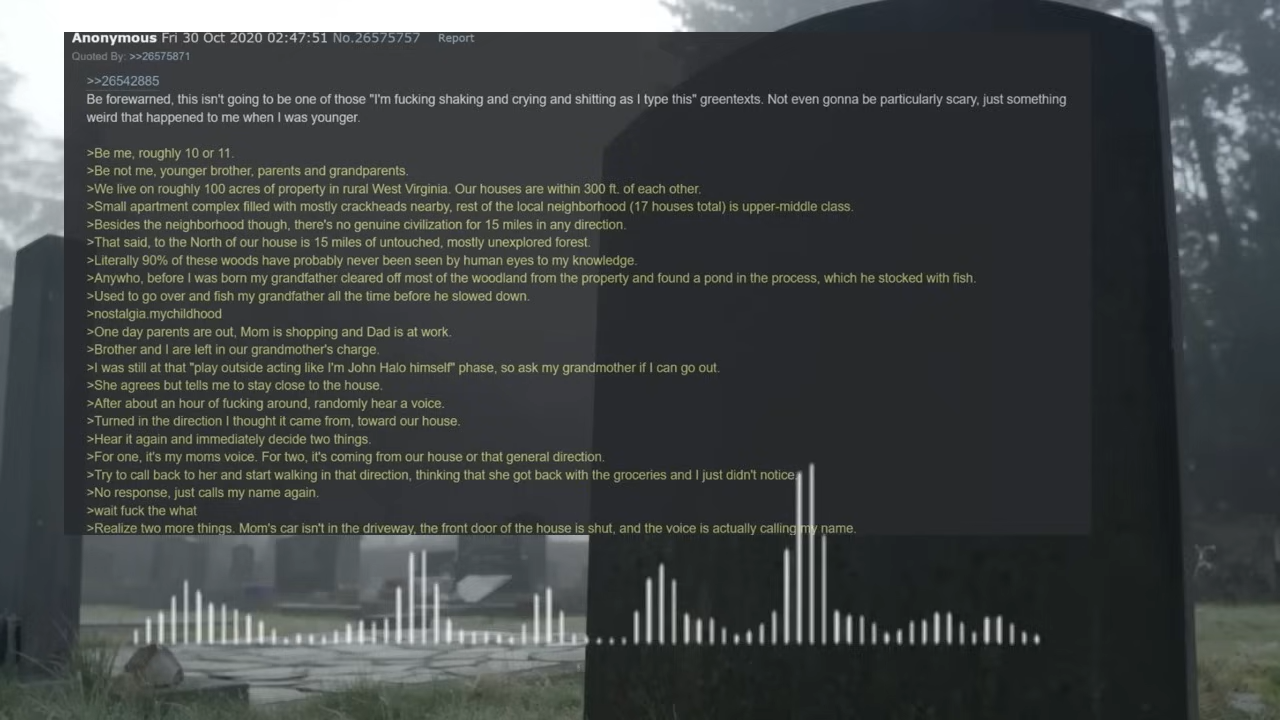 Anonymous Fri 30 Oct 2020 02:47:51 No.26575757 Report
Quoted By: >>26575871
>>26542885
Be forewarned, this isn't going to be one of those "I'm fucking shaking and crying and shitting as I type this" greentexts. Not even gonna be particularly scary, just something
weird that happened to me when I was younger.
>Be me, roughly 10 or 11.
>Be not me, younger brother, parents and grandparents.
>We live on roughly 100 acres of property in rural West Virginia. Our houses are within 300 ft. of each other.
>Small apartment complex filled with mostly crackheads nearby, rest of the local neighborhood (17 houses total) is upper-middle class.
>Besides the neighborhood though, there's no genuine civilization for 15 miles in any direction.
>That said, to the North of our house is 15 miles of untouched, mostly unexplored forest.
>Literally 90% of these woods have probably never been seen by human eyes to my knowledge.
>Anywho, before I was born my grandfather cleared off most of the woodland from the property and found a pond in the process, which he stocked with fish.
>Used to go over and fish my grandfather all the time before he slowed down.
>nostalgia.mychildhood
>One day parents are out, Mom is shopping and Dad is at work.
>Brother and I are left in our grandmother's charge.
>I was still at that "play outside acting like I'm John Halo himself" phase, so ask my grandmother if I can go out.
>She agrees but tells me to stay close to the house.
>After about an hour of fucking around, randomly hear a voice.
>Turned in the direction I thought it came from, toward our house.
>Hear it again and immediately decide two things.
>For one, it's my moms voice. For two, it's coming from our house or that general direction.
>Try to call back to her and start walking in that direction, thinking that she got back with the groceries and I just didn't notice.
>No response, just calls my name again.
>wait fuck the what
>Realize two more things. Mom's car isn't in the driveway, the front door of the house is shut, and the voice is actually calling my name.